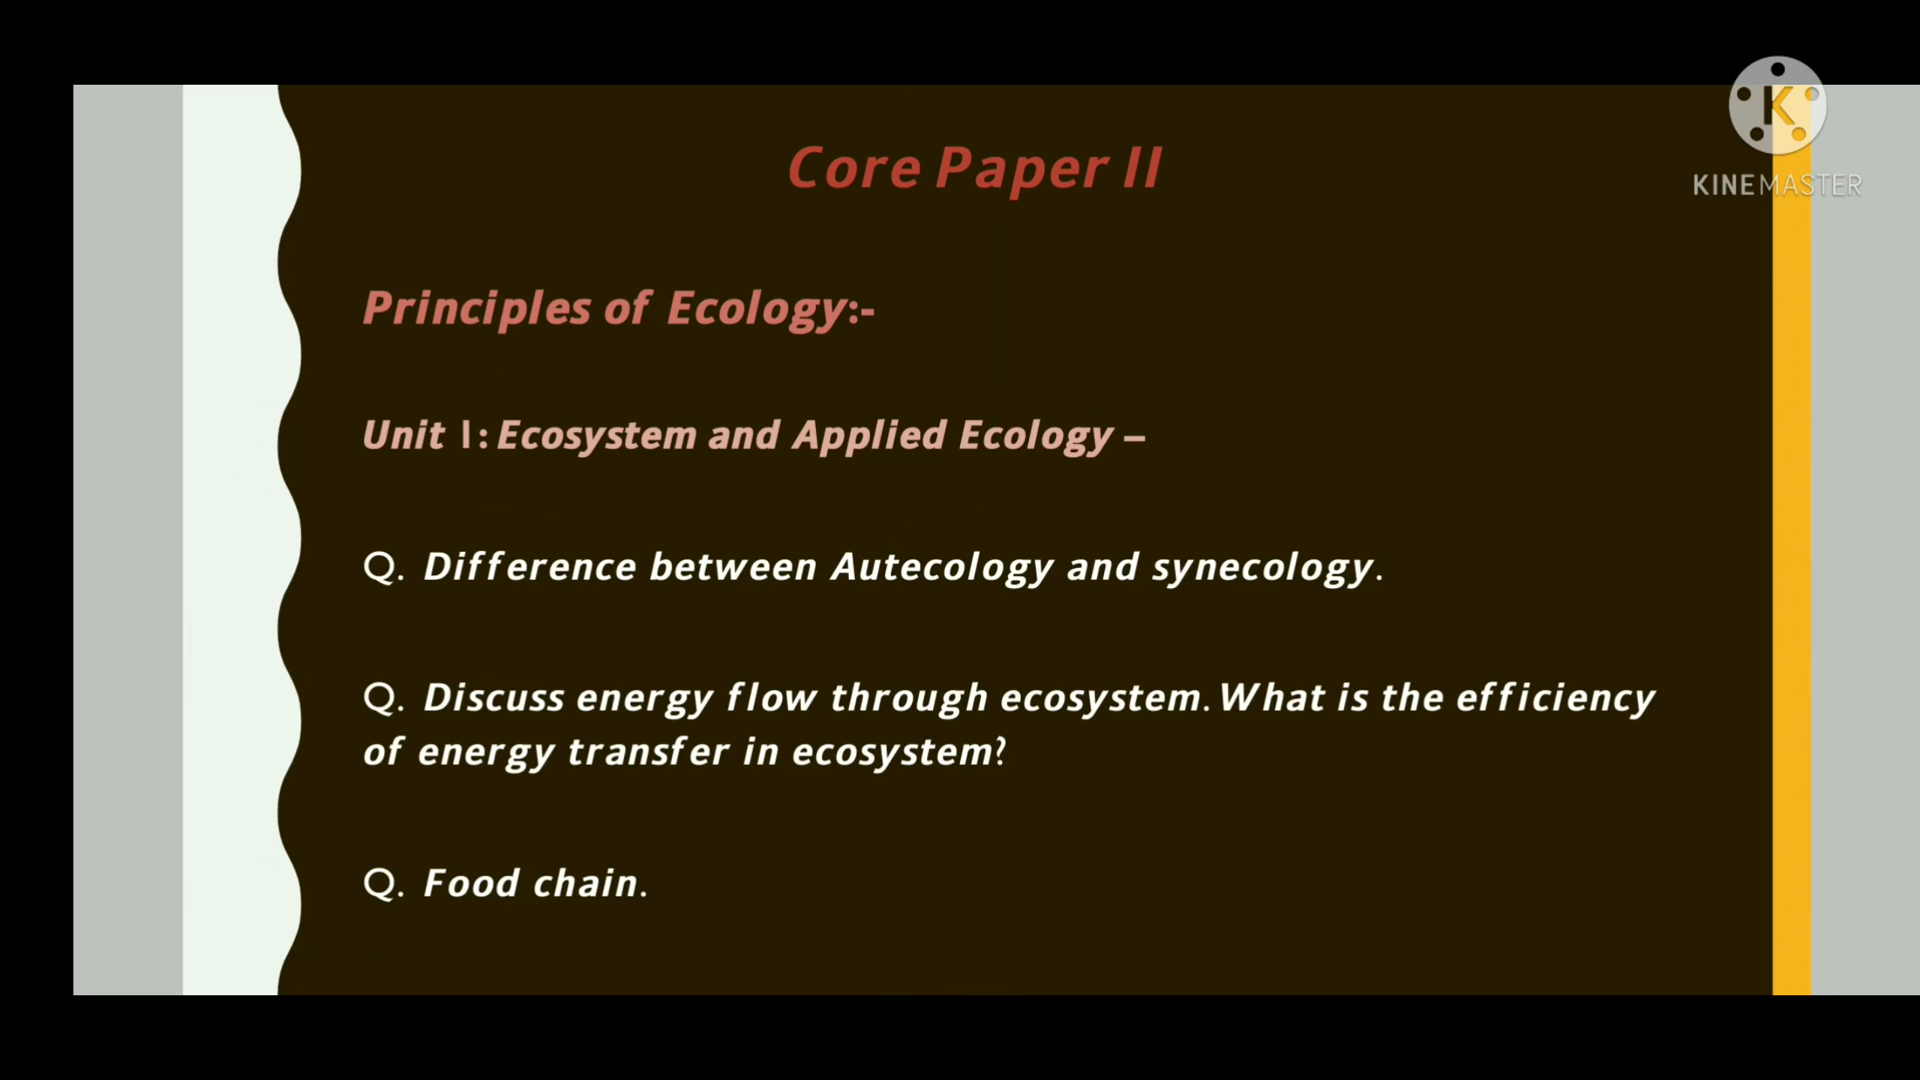 KINEMASTER
Core Paper II
Principles of Ecology:-
Unit 1: Ecosystem and Applied Ecology –
Q. Difference between Autecology and synecology.
Q. Discuss energy flow through ecosystem. What is the efficiency
of energy transfer in ecosystem?
Q. Food chain.